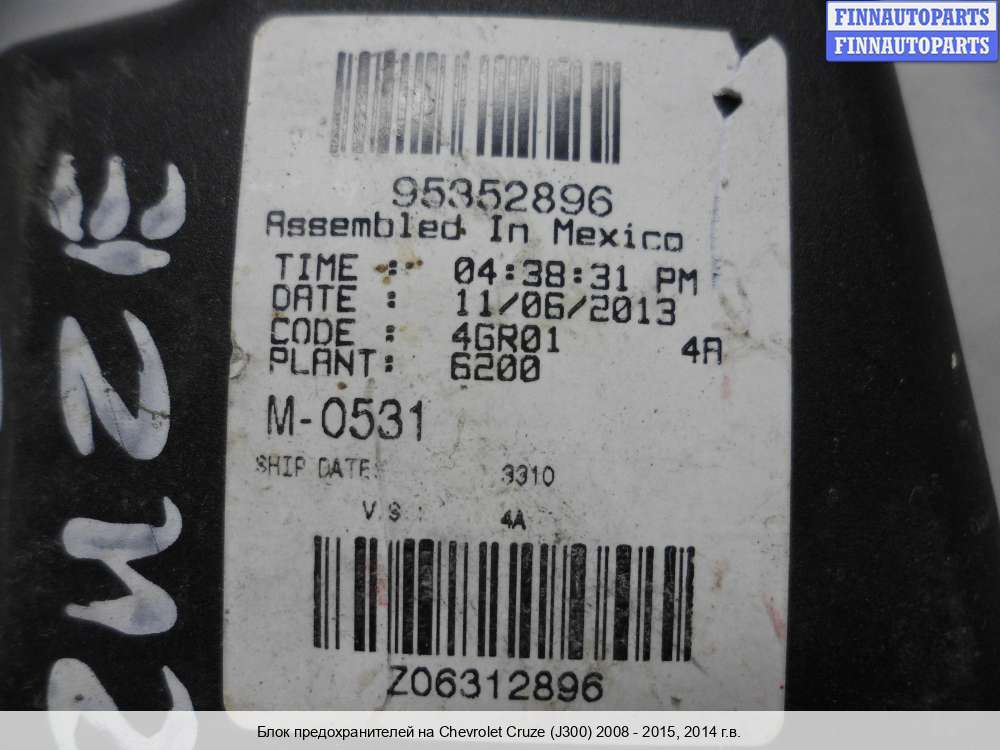 FINNAUTOPARTS
FINNAUTOPARTS
95352896
Assembled In Mexico
TIME : 04:38:31 PM
DATE : 11/06/2013
CODE : 4GR01 4A
PLANT: 6200
M-0531
SHIP DATE: 3310
V S : 4A
Z06312896
Блок предохранителей на Chevrolet Cruze (J300) 2008 - 2015, 2014 г.в.